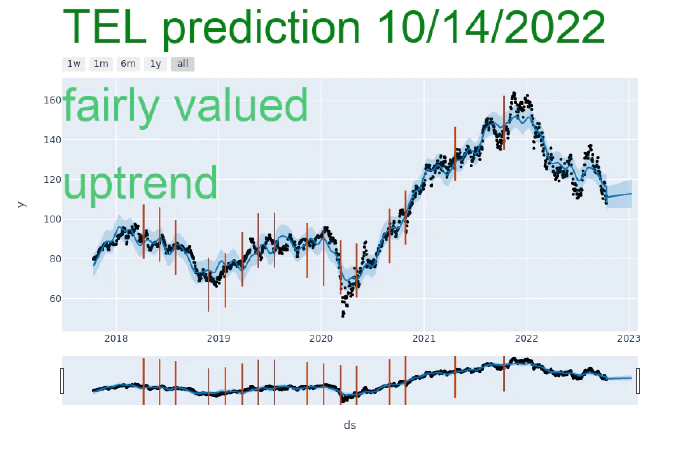 TEL prediction 10/14/2022
1w 1m 6m 1y all
fairly valued
uptrend
160
140
120
100
80
60
y
2018 2019 2020 2021 2022 2023
ds